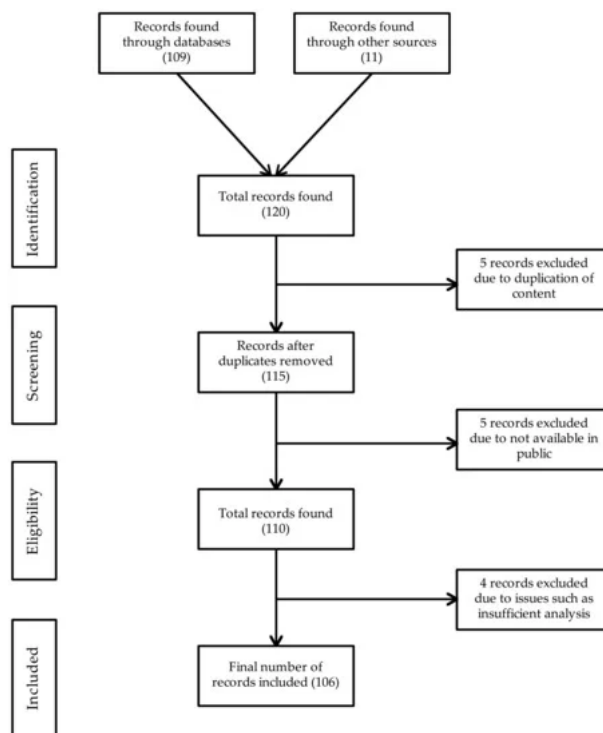 Records found
through databases
(109)
Records found
through other sources
(11)
Identification
Total records found
(120)
5 records excluded
due to duplication of
content
Screening
Records after
duplicates removed
(115)
5 records excluded
due to not available in
public
Eligibility
Total records found
(110)
4 records excluded
due to issues such as
insufficient analysis
Included
Final number of
records included (106)